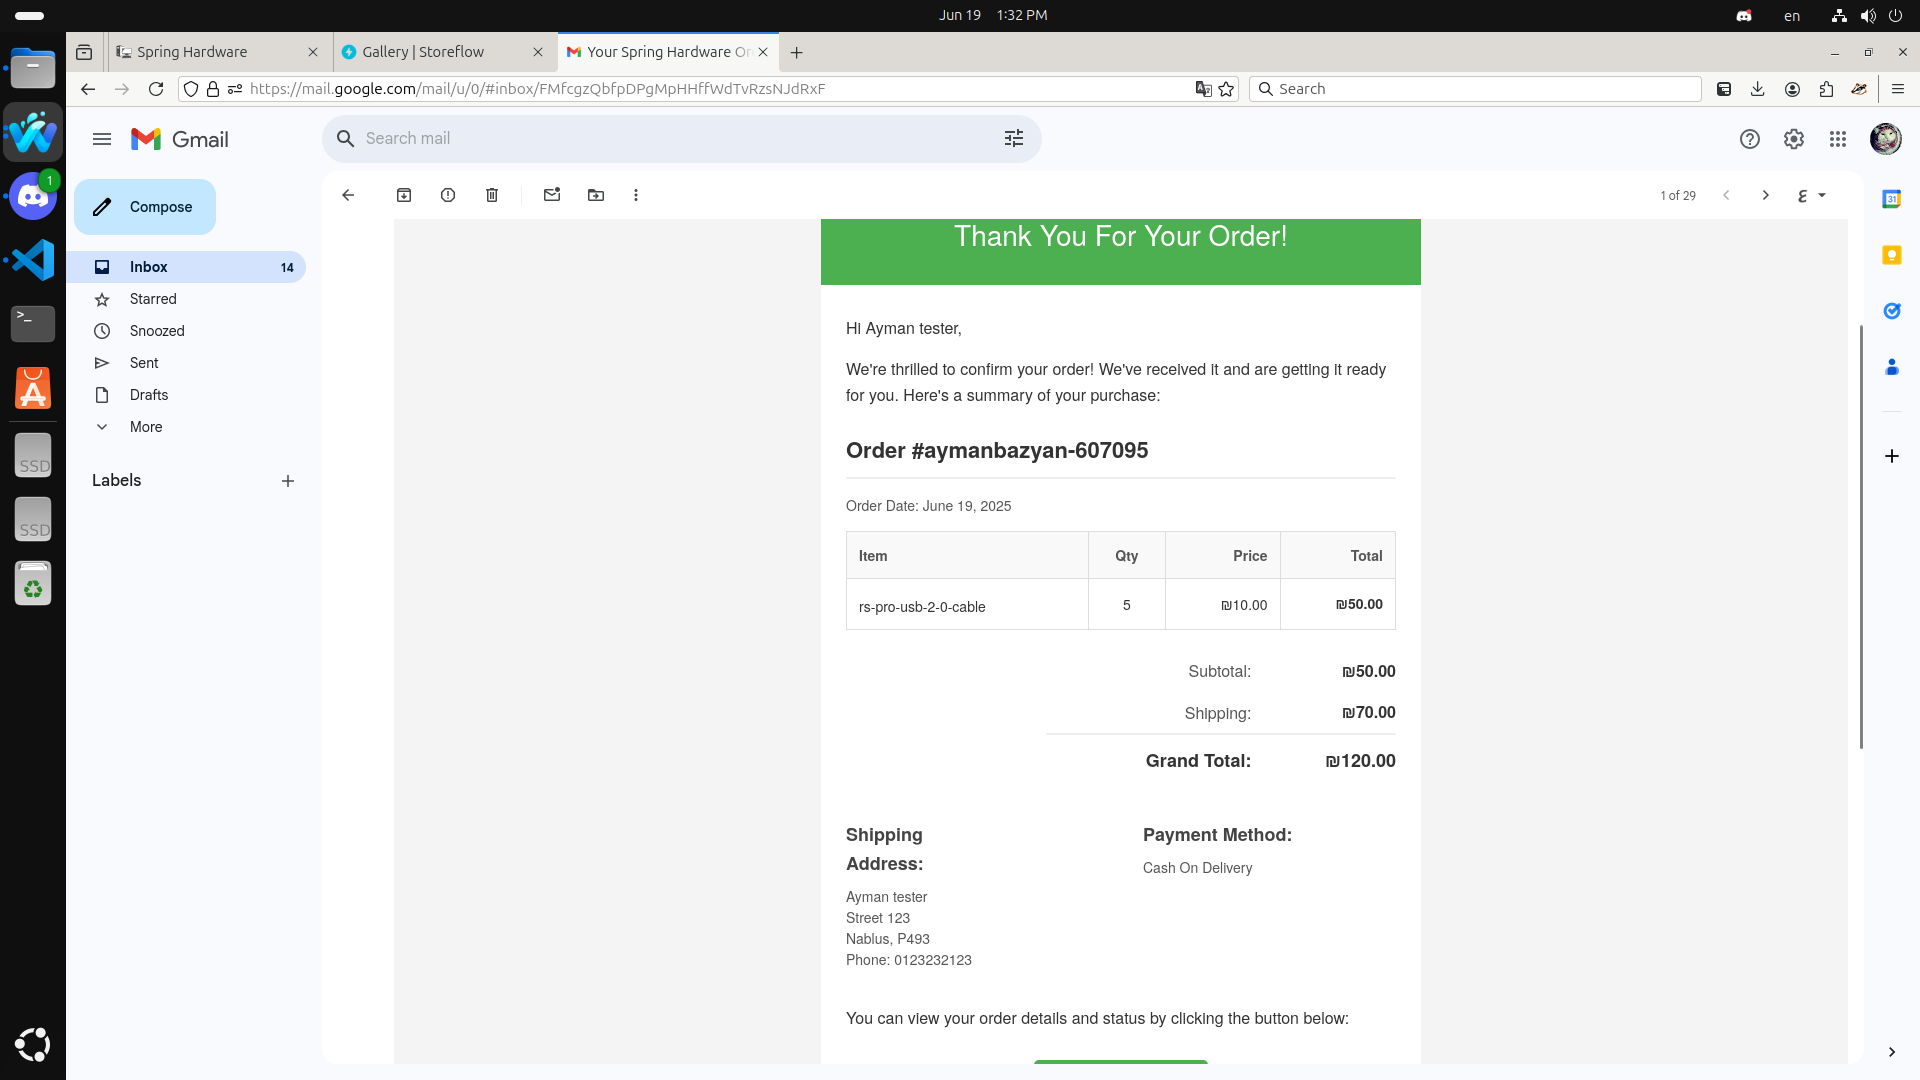 Jun 19 1:32 PM
en
Spring Hardware
Gallery | Storeflow
Your Spring Hardware Or
https://mail.google.com/mail/u/0/#inbox/FMfcgzQbfpDPgMpHHffWdTvRzsNJdRxF
Search
Gmail
Search mail
1
Compose
1 of 29
ع
31
Inbox 14
Starred
Snoozed
Sent
Drafts
More
Labels
>_
A
SSD
SSD
Thank You For Your Order!
Hi Ayman tester,
We're thrilled to confirm your order! We've received it and are getting it ready
for you. Here's a summary of your purchase:
Order #aymanbazyan-607095
Order Date: June 19, 2025
Item Qty Price Total
rs-pro-usb-2-0-cable 5 ₪10.00 ₪50.00
Subtotal: ₪50.00
Shipping: ₪70.00
Grand Total: ₪120.00
Shipping
Address:
Ayman tester
Street 123
Nablus, P493
Phone: 0123232123
Payment Method:
Cash On Delivery
You can view your order details and status by clicking the button below: